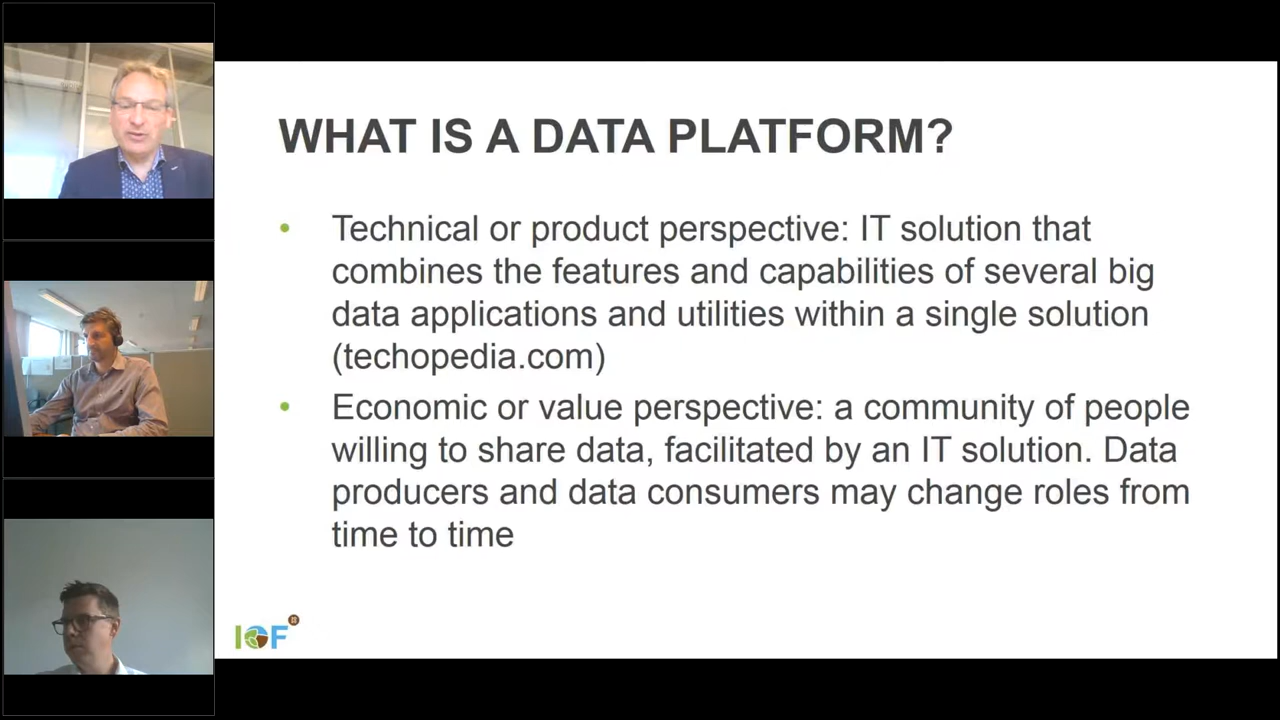 WHAT IS A DATA PLATFORM?
• Technical or product perspective: IT solution that
combines the features and capabilities of several big
data applications and utilities within a single solution
(techopedia.com)
• Economic or value perspective: a community of people
willing to share data, facilitated by an IT solution. Data
producers and data consumers may change roles from
time to time
IOF